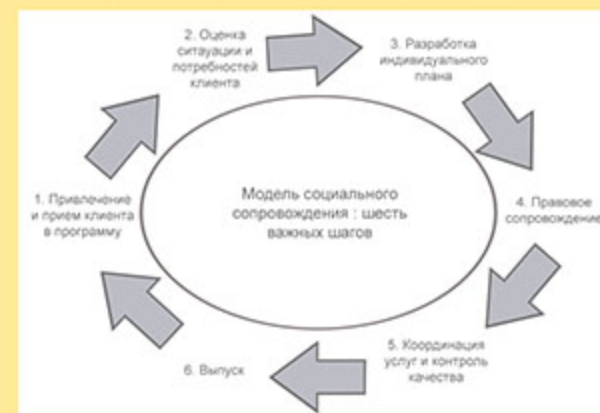 2. Оценка
ситауации и
потребностей
клиента
3. Разработка
индивидуального
плана
1. Привлечение
и прием клиента
в программу
Модель социального
сопровождения : шесть
важных шагов
4. Правовое
сопровождение
5. Координация
услуг и контроль
качества
6. Выпуск